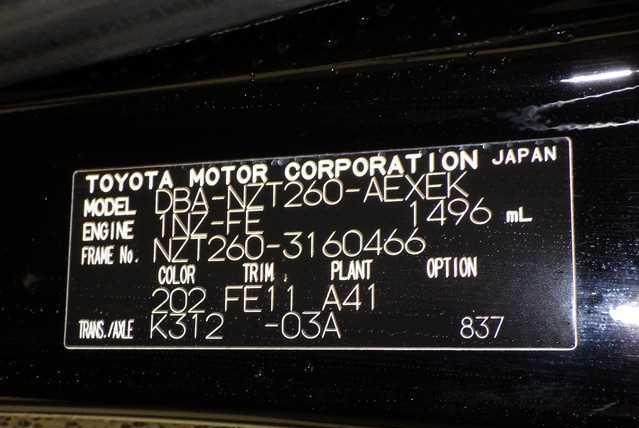 TOYOTA MOTOR CORPORATION JAPAN
MODEL DBA-NZT260-AEXEK
ENGINE 1NZ-FE 1496 mL
FRAME No. NZT260-3160466
COLOR TRIM PLANT OPTION
202 FE11 A41
TRANS./AXLE K312 -03A 837